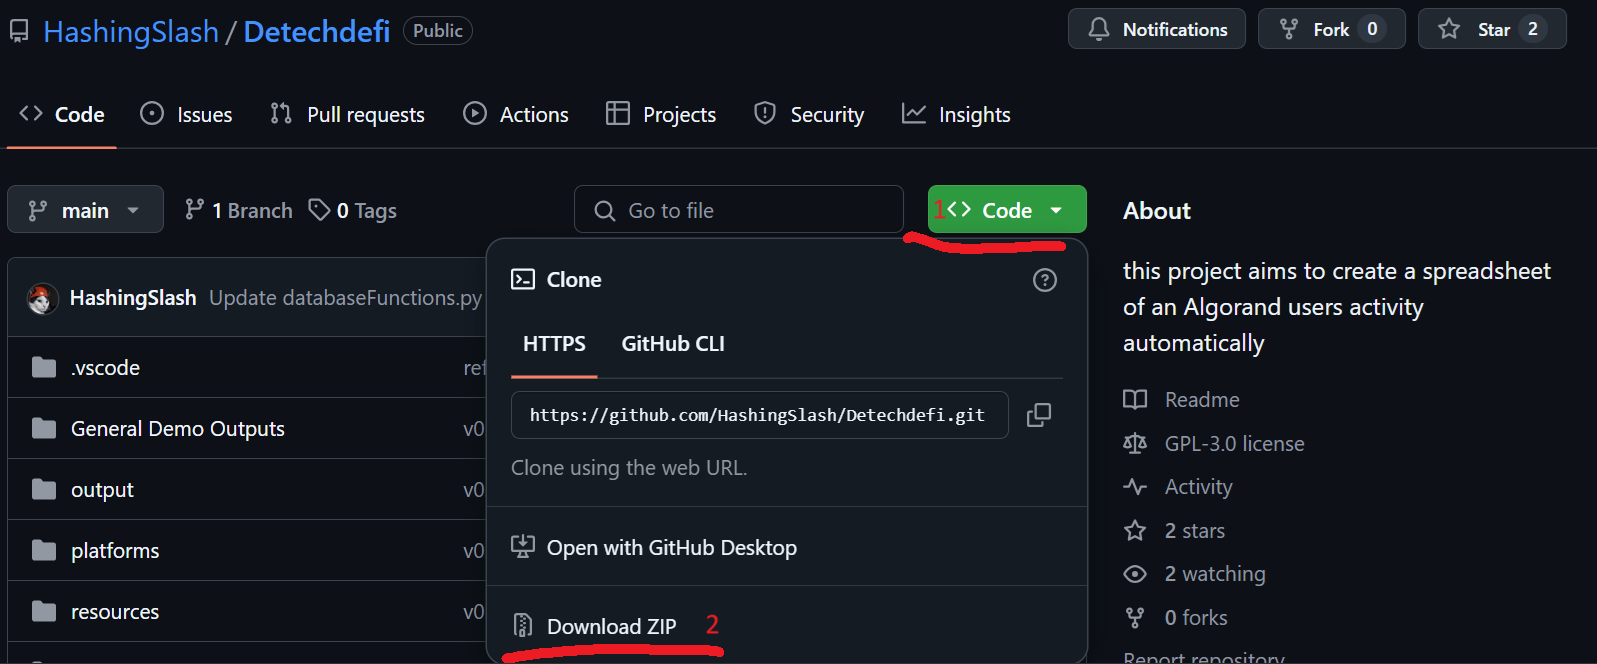 HashingSlash / Detechdefi Public
Notifications
Fork 0
Star 2
Code
Issues
Pull requests
Actions
Projects
Security
Insights
main
1 Branch
0 Tags
Go to file
1 <> Code
HashingSlash Update databaseFunctions.py
.vscode ref
General Demo Outputs v0
output v0
platforms v0
resources v0
Clone
HTTPS
GitHub CLI
https://github.com/HashingSlash/Detechdefi.git
Clone using the web URL.
Open with GitHub Desktop
Download ZIP 2
About
this project aims to create a spreadsheet
of an Algorand users activity
automatically
Readme
GPL-3.0 license
Activity
2 stars
2 watching
0 forks
Report repository